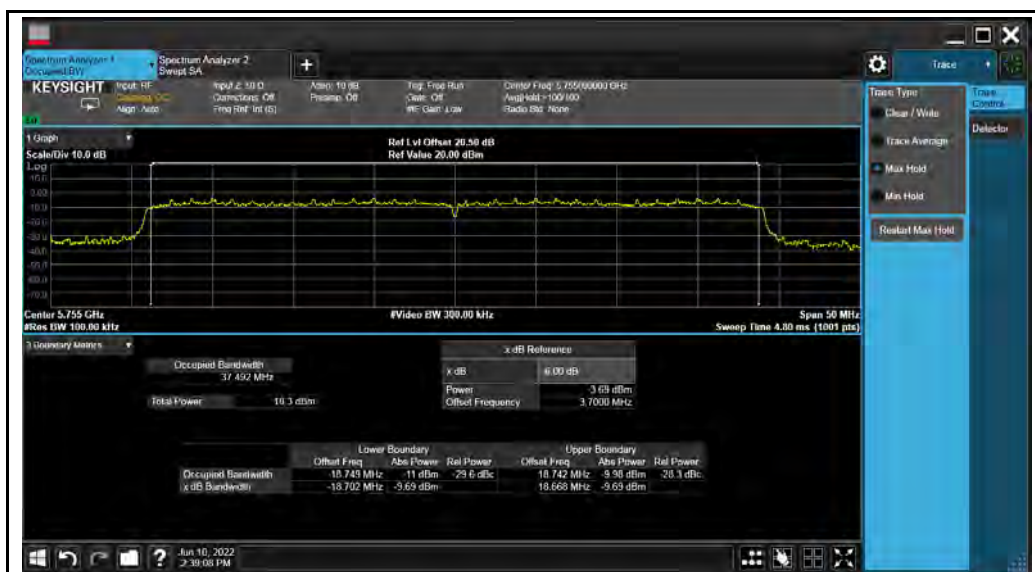 Spectrum Analyzer 1
Occupied BW
Spectrum Analyzer 2
Swept SA
+
Trace
KEYSIGHT
Input: RF
Align: Auto
Input Z: 50 Ω
Corrections: Off
Freq Ref: Int (S)
Atten: 10 dB
Preamp: Off
Trig: Free Run
Gate: Off
#IF Gain: Low
Center Freq: 5.755000000 GHz
Avg|Hold:>100/100
Radio Std: None
Trace Type
Clear / Write
Trace Average
Max Hold
Min Hold
Restart Max Hold
Trace
Control
Detector
1 Graph
Scale/Div 10.0 dB
Ref Lvl Offset 20.50 dB
Ref Value 20.00 dBm
Log
Center 5.755 GHz
#Video BW 300.00 kHz
Span 50 MHz
#Res BW 100.00 kHz
Sweep Time 4.80 ms (1001 pts)
3 Boundary Metrics
Occupied Bandwidth
37.492 MHz
Total Power
x dB Reference
x dB
6.00 dB
Power
-3.69 dBm
Offset Frequency
3.7000 MHz
Lower Boundary
Upper Boundary
Offset Freq Abs Power Rel Power Offset Freq Abs Power Rel Power
Occupied Bandwidth -18.749 MHz -11 dBm -29.6 dBc 18.742 MHz -9.98 dBm -28.3 dBc
x dB Bandwidth -18.702 MHz -9.69 dBm 18.668 MHz -9.69 dBm
?
Jun 10, 2022
2:39:08 PM